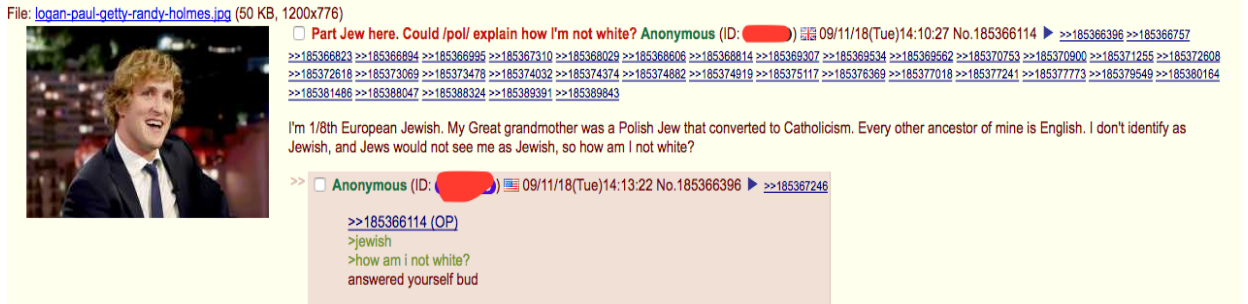 File: logan-paul-getty-randy-holmes.jpg (50 KB, 1200x776)
Part Jew here. Could /pol/ explain how I'm not white? Anonymous (ID: ) 09/11/18(Tue)14:10:27 No.185366114 ▶ >>185366396 >>185366757
>>185366823 >>185366894 >>185366995 >>185367310 >>185368029 >>185368606 >>185368814 >>185369307 >>185369534 >>185369562 >>185370753 >>185370900 >>185371255 >>185372608
>>185372618 >>185373069 >>185373478 >>185374032 >>185374374 >>185374882 >>185374919 >>185375117 >>185376369 >>185377018 >>185377241 >>185377773 >>185379549 >>185380164
>>185381486 >>185388047 >>185388324 >>185389391 >>185389843
I'm 1/8th European Jewish. My Great grandmother was a Polish Jew that converted to Catholicism. Every other ancestor of mine is English. I don't identify as
Jewish, and Jews would not see me as Jewish, so how am I not white?
>> Anonymous (ID: ) 09/11/18(Tue)14:13:22 No.185366396 ▶ >>185367246
>>185366114 (OP)
>jewish
>how am i not white?
answered yourself bud